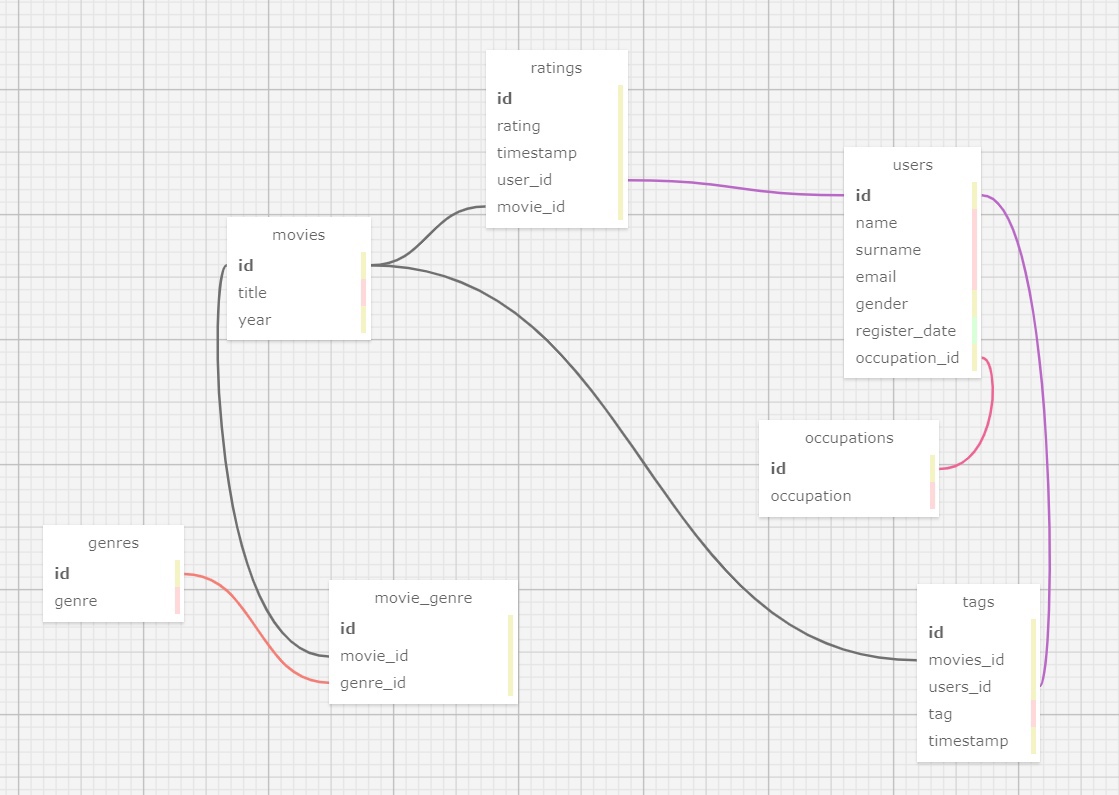 ratings
id
rating
timestamp
user_id
movie_id
users
id
name
surname
email
gender
register_date
occupation_id
movies
id
title
year
occupations
id
occupation
genres
id
genre
movie_genre
id
movie_id
genre_id
tags
id
movies_id
users_id
tag
timestamp